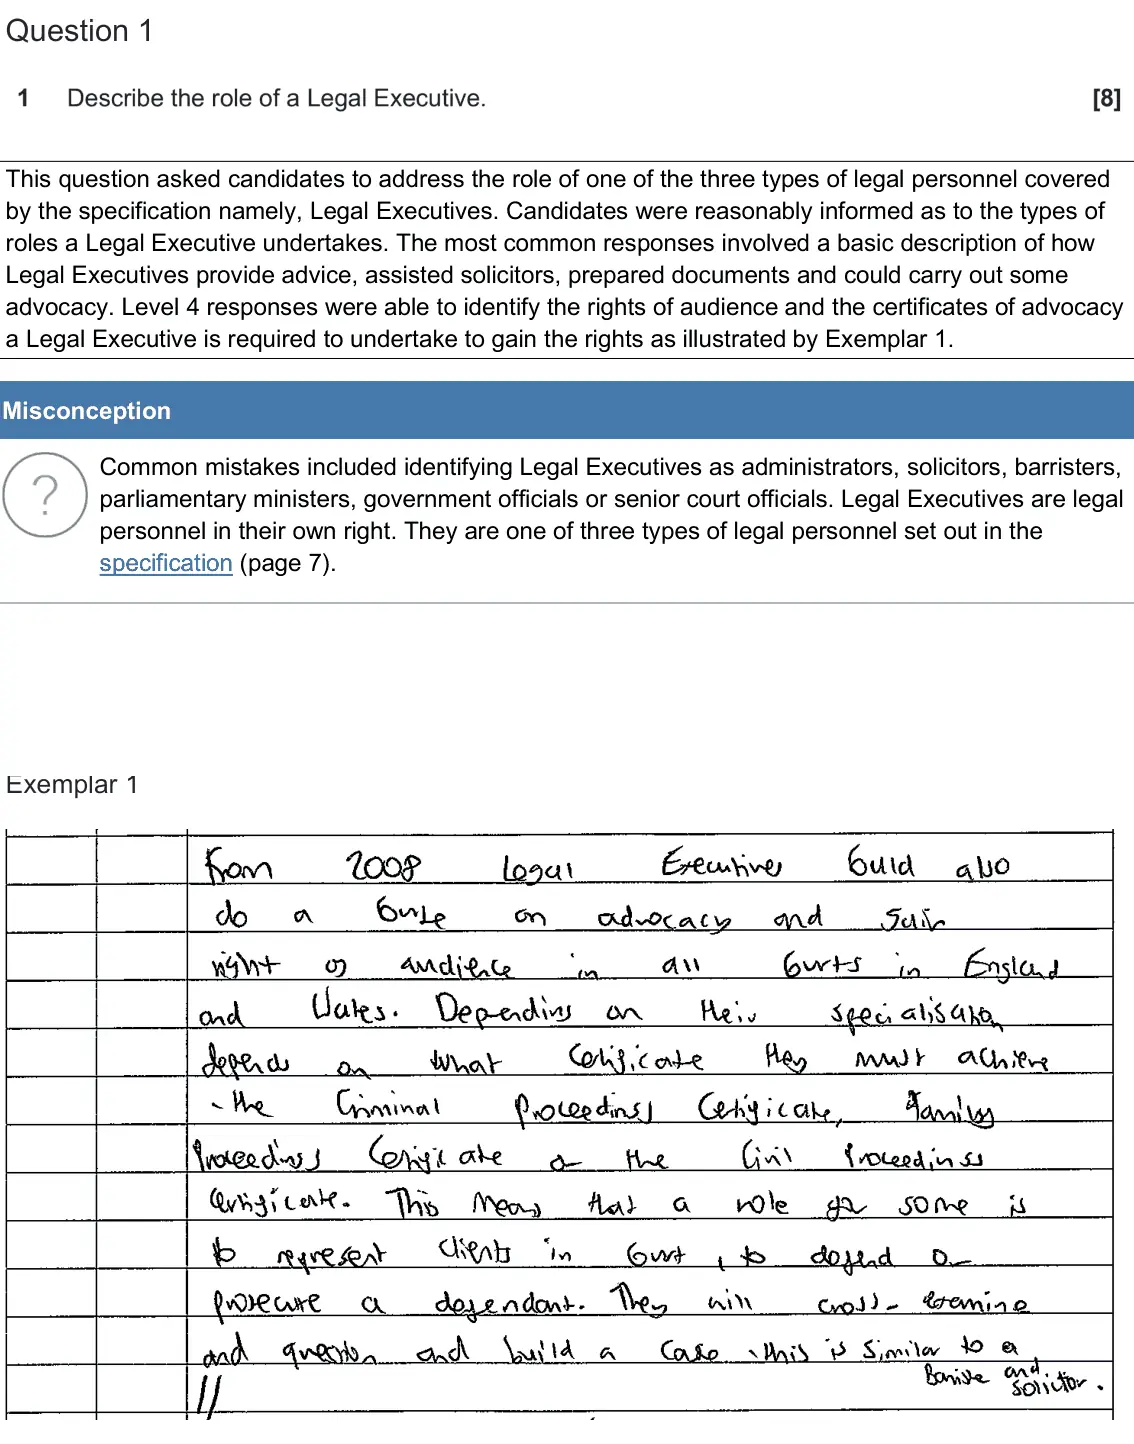 Question 1
1 Describe the role of a Legal Executive. [8]
This question asked candidates to address the role of one of the three types of legal personnel covered
by the specification namely, Legal Executives. Candidates were reasonably informed as to the types of
roles a Legal Executive undertakes. The most common responses involved a basic description of how
Legal Executives provide advice, assisted solicitors, prepared documents and could carry out some
advocacy. Level 4 responses were able to identify the rights of audience and the certificates of advocacy
a Legal Executive is required to undertake to gain the rights as illustrated by Exemplar 1.
Misconception
?
Common mistakes included identifying Legal Executives as administrators, solicitors, barristers,
parliamentary ministers, government officials or senior court officials. Legal Executives are legal
personnel in their own right. They are one of three types of legal personnel set out in the
specification (page 7).
Exemplar 1
from 2008 Legal Executives could also
do a course on advocacy and gain
right of audience in all courts in England
and Wales. Depending on their specialisation
depends on what Certificate they must achieve
- the Criminal Proceedings Certificate, Family
Proceedings Certificate or the Civil Proceedings
Certificate. This means that a role for some is
to represent clients in court, to defend or
prosecute a defendant. They will cross-examine
and question and build a case, this is similar to a
Barrister and
solicitor.